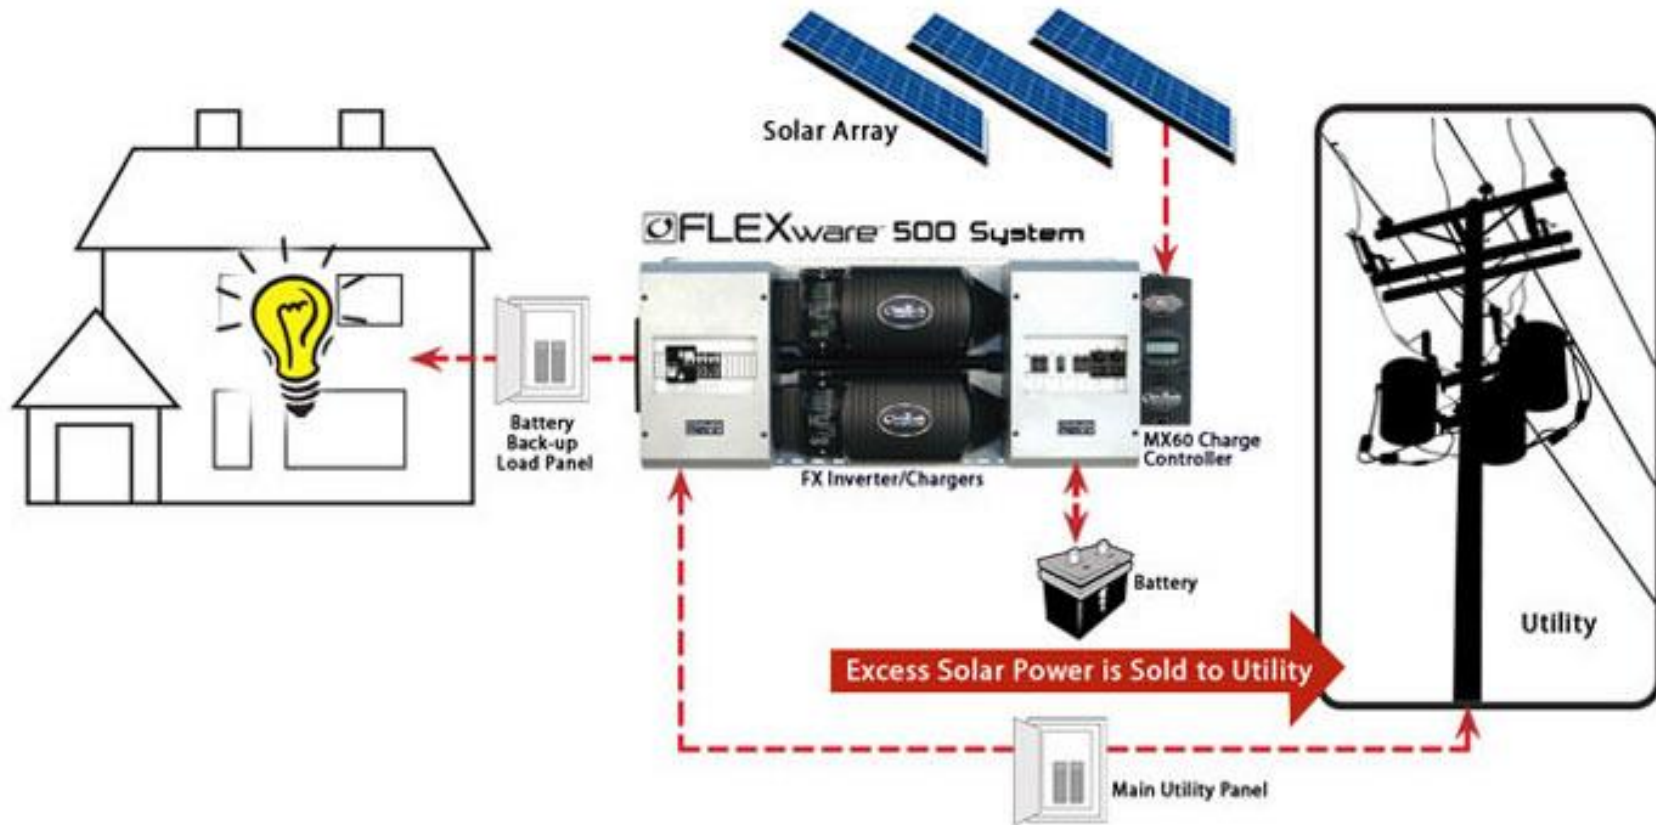 Solar Array
FLEXware™ 500 System
Battery
Back-up
Load Panel
FX Inverter/Chargers
MX60 Charge
Controller
Battery
Utility
Excess Solar Power is Sold to Utility
Main Utility Panel